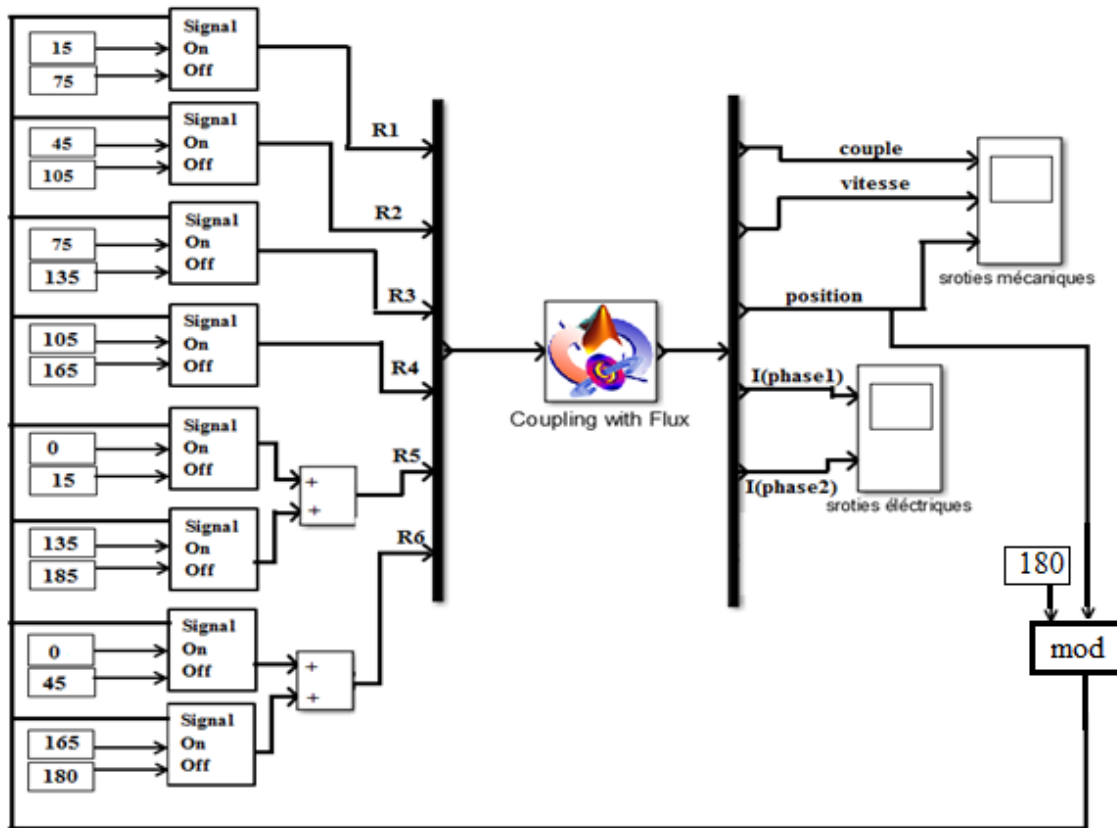 Signal
On
Off
15
75
Signal
On
Off
45
105
Signal
On
Off
75
135
Signal
On
Off
105
165
Signal
On
Off
0
15
Signal
On
Off
135
185
Signal
On
Off
0
45
Signal
On
Off
165
180
+
+
+
+
R1
R2
R3
R4
R5
R6
Coupling with Flux
couple
vitesse
position
sroties mécaniques
I(phase1)
I(phase2)
sroties éléctriques
180
mod